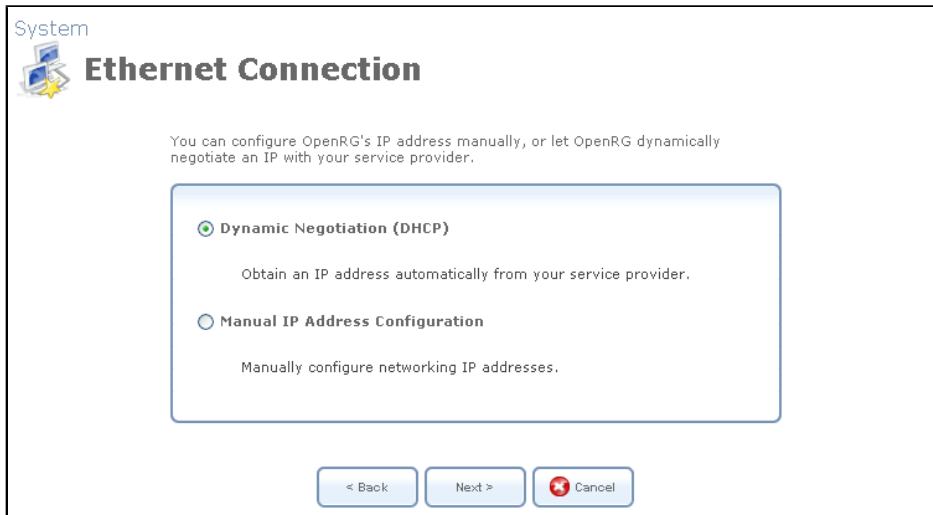 System
Ethernet Connection
You can configure OpenRG's IP address manually, or let OpenRG dynamically
negotiate an IP with your service provider.
Dynamic Negotiation (DHCP)
Obtain an IP address automatically from your service provider.
Manual IP Address Configuration
Manually configure networking IP addresses.
< Back
Next >
Cancel